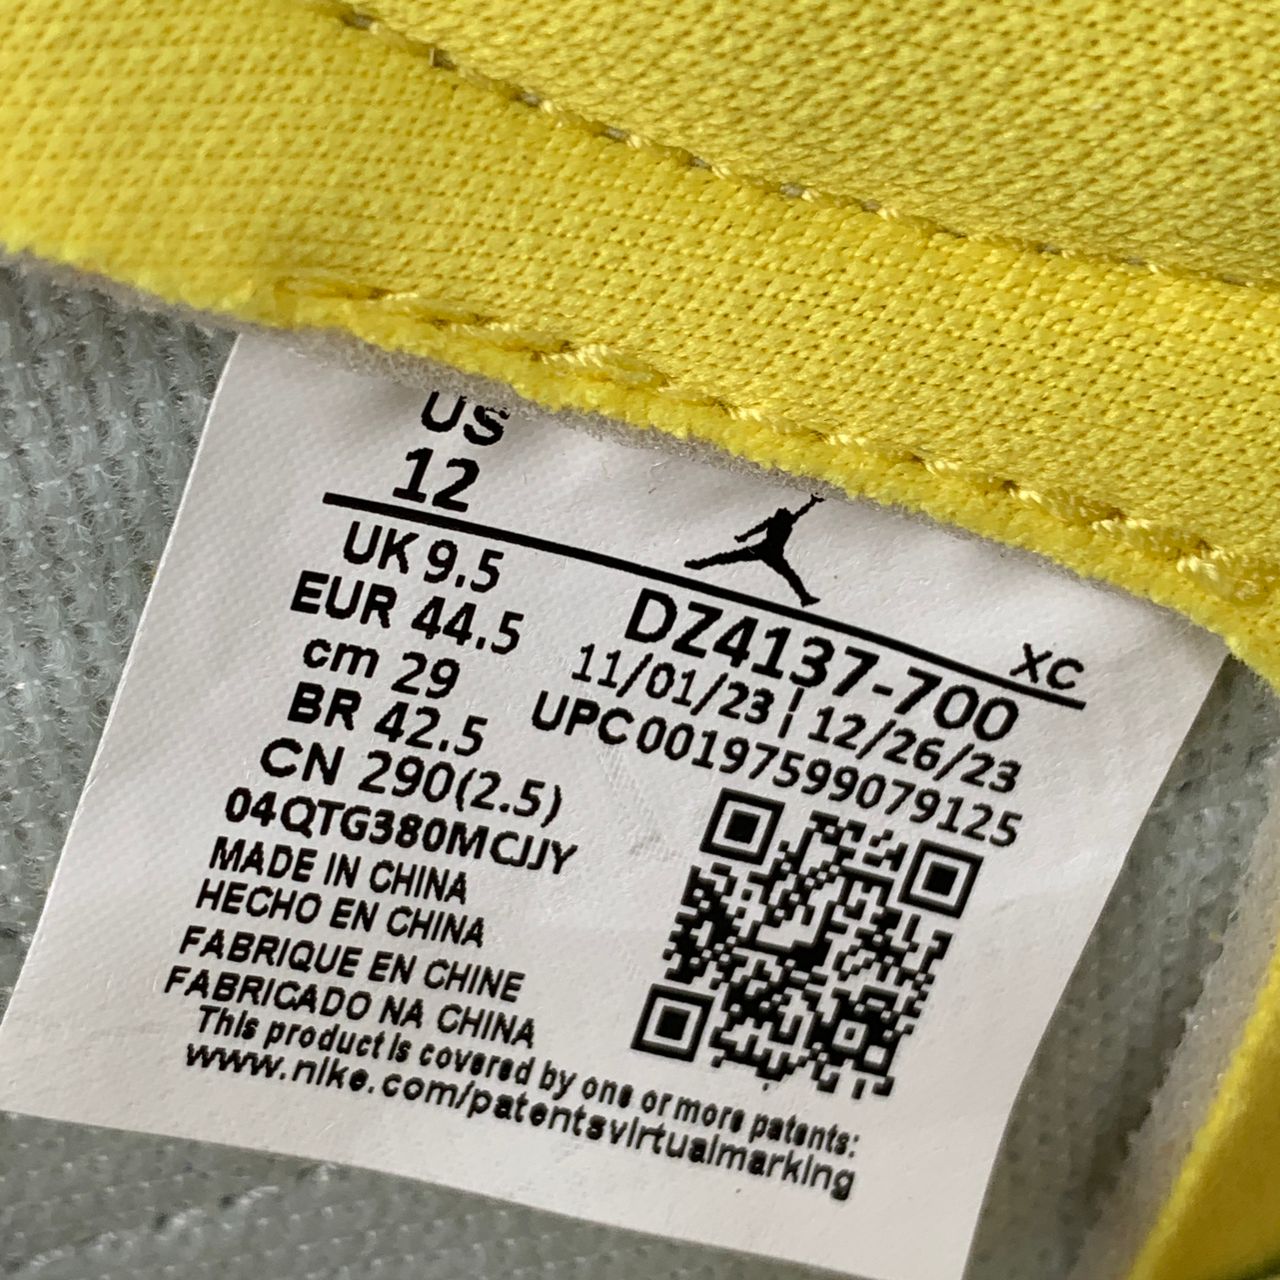 US
12
UK 9.5
EUR 44.5
cm 29
BR 42.5
CN 290(2.5)
04QTG380MCJJY
MADE IN CHINA
HECHO EN CHINA
FABRIQUE EN CHINE
FABRICADO NA CHINA
This product is covered by one or more patents:
www.nike.com/patentsvirtualmarking
XC
DZ4137-700
11/01/23 | 12/26/23
UPC 00197599079125